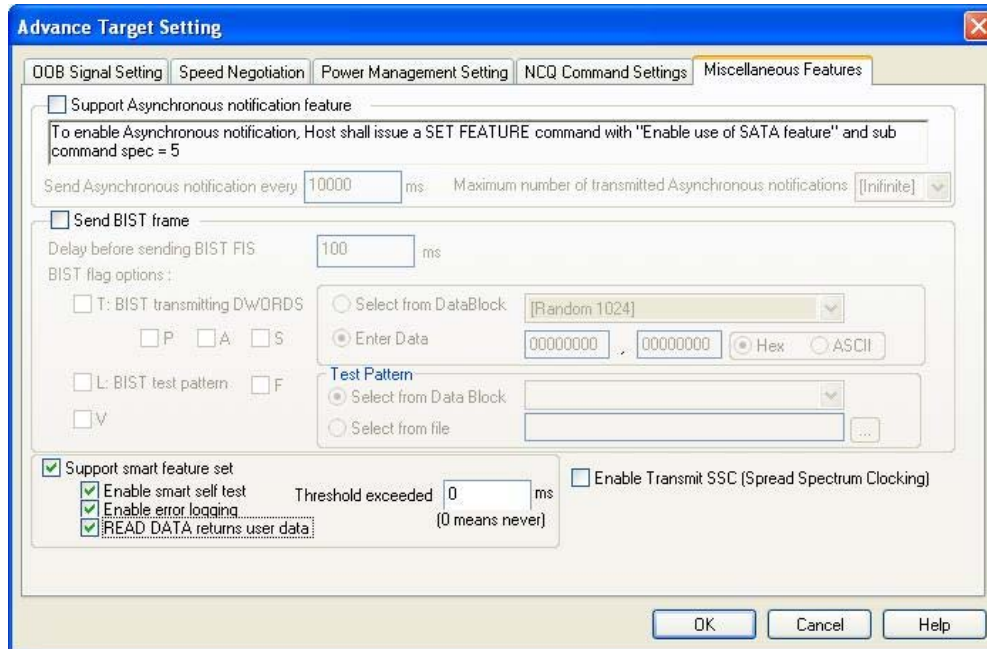 Advance Target Setting
OOB Signal Setting
Speed Negotiation
Power Management Setting
NCQ Command Settings
Miscellaneous Features
Support Asynchronous notification feature
To enable Asynchronous notification, Host shall issue a SET FEATURE command with "Enable use of SATA feature" and sub
command spec = 5
Send Asynchronous notification every 10000 ms Maximum number of transmitted Asynchronous notifications [Inifinite]
Send BIST frame
Delay before sending BIST FIS 100 ms
BIST flag options :
T: BIST transmitting DWORDS
P A S
Select from DataBlock [Random 1024]
Enter Data 00000000 , 00000000 Hex ASCII
L: BIST test pattern F
V
Test Pattern
Select from Data Block
Select from file ...
Support smart feature set
Enable smart self test
Enable error logging
READ DATA returns user data
Threshold exceeded 0 ms
(0 means never)
Enable Transmit SSC (Spread Spectrum Clocking)
OK Cancel Help